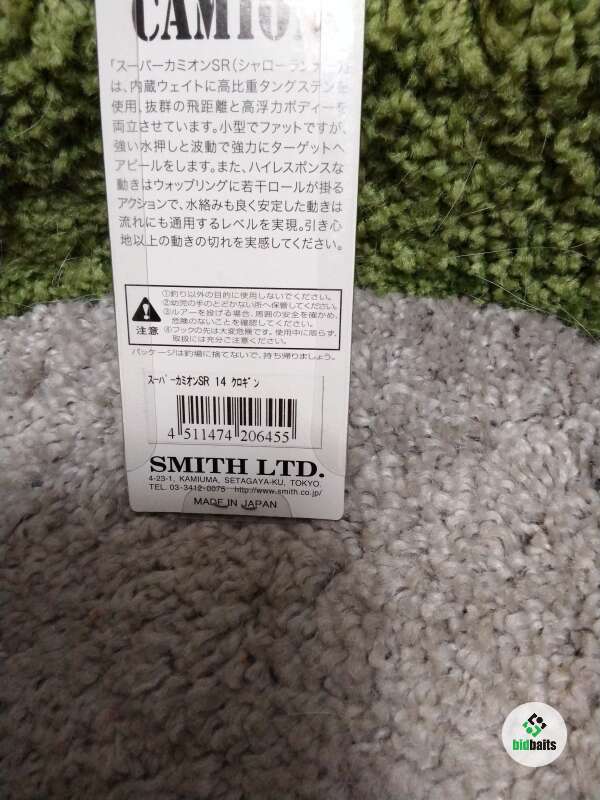 CAMION
「スーパーカミオンSR(シャローランナー)」
は、内蔵ウェイトに高比重タングステンを
使用、抜群の飛距離と高浮力ボディーを
両立させています。小型でファットですが、
強い水押しと波動で強力にターゲットへ
アピールをします。また、ハイレスポンスな
動きはウォップリングに若干ロールが掛る
アクションで、水絡みも良く安定した動きは
流れにも通用するレベルを実現。引き心
地以上の動きの切れを実感してください。
注意
①釣り以外の目的に使用しないでください。
②幼児の手のとどかない所へ保管してください。
③ルアーを投げる場合、周囲の安全を確かめ、
危険のないことを確認してください。
④フックの先は大変危険です。使用中に限らず、
取扱には充分ご注意ください。
パッケージは釣場に捨てないで、持ち帰りましょう。
スーパーカミオンSR 14 クロギン
4 511474 206455
SMITH LTD.
4-23-1, KAMIUMA, SETAGAYA-KU, TOKYO.
TEL. 03-3412-0075 http://www.smith.co.jp/
MADE IN JAPAN
bidbaits